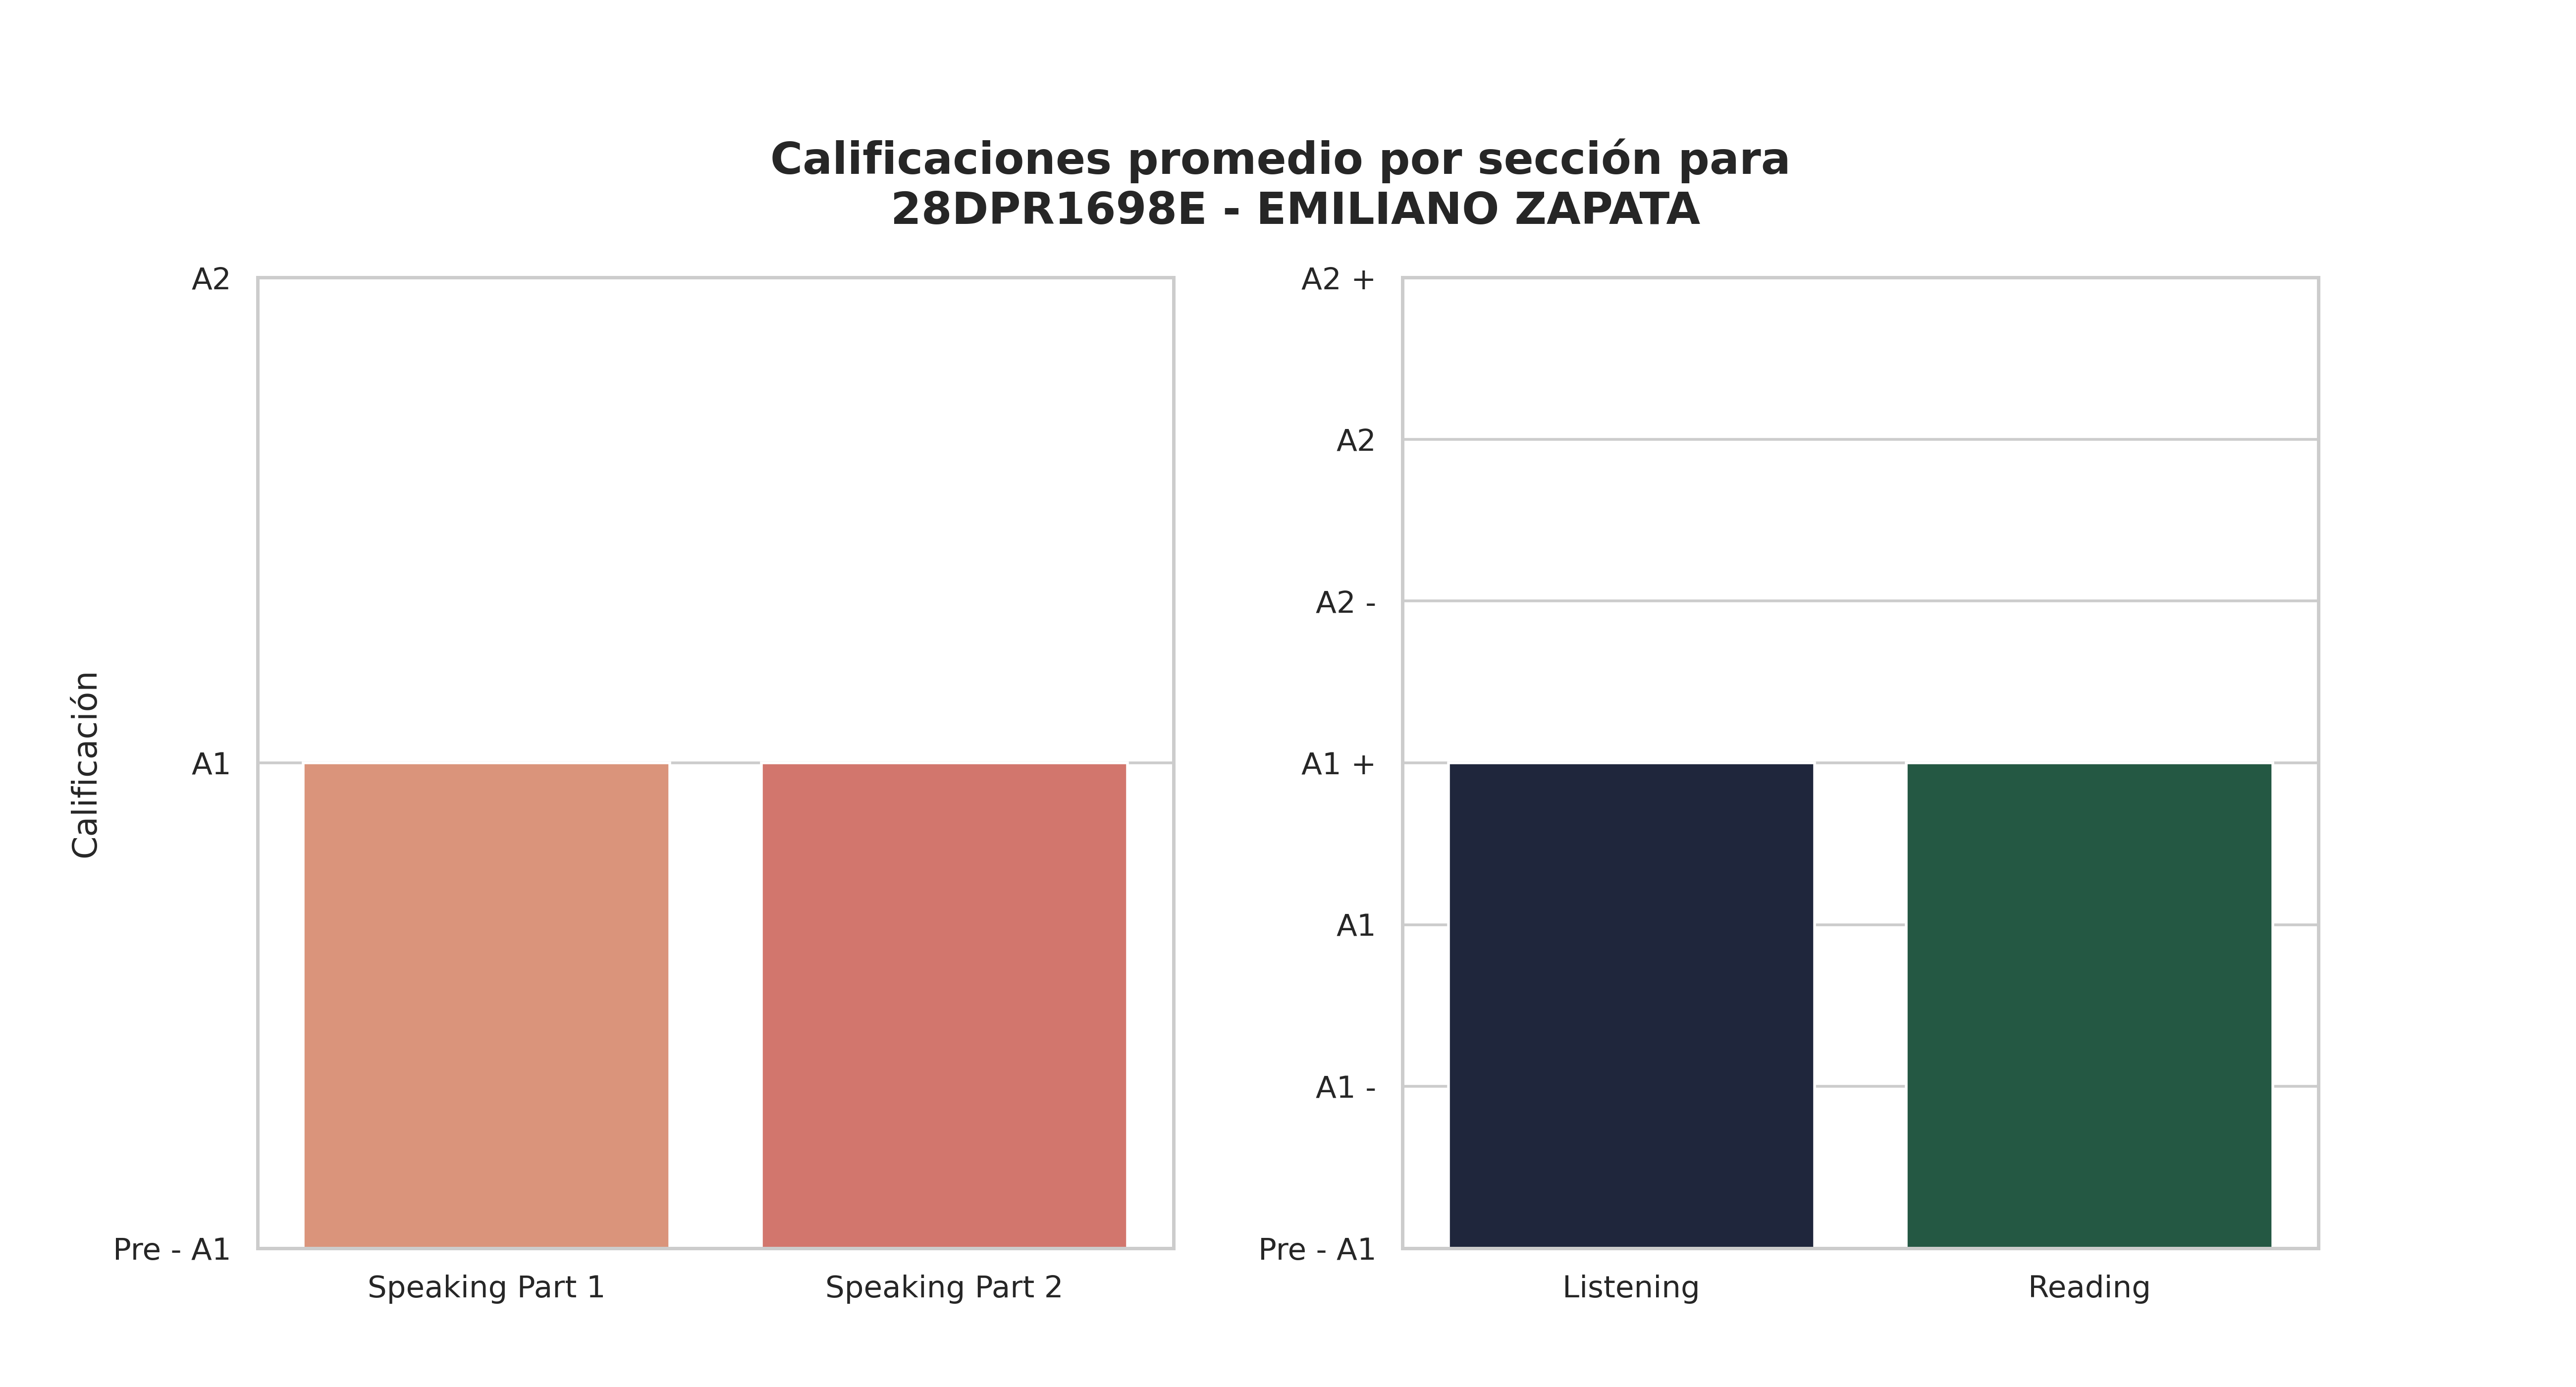 Calificaciones promedio por sección para
28DPR1698E - EMILIANO ZAPATA
Calificación
A2
A1
Pre - A1
Speaking Part 1
Speaking Part 2
A2 +
A2
A2 -
A1 +
A1
A1 -
Pre - A1
Listening
Reading